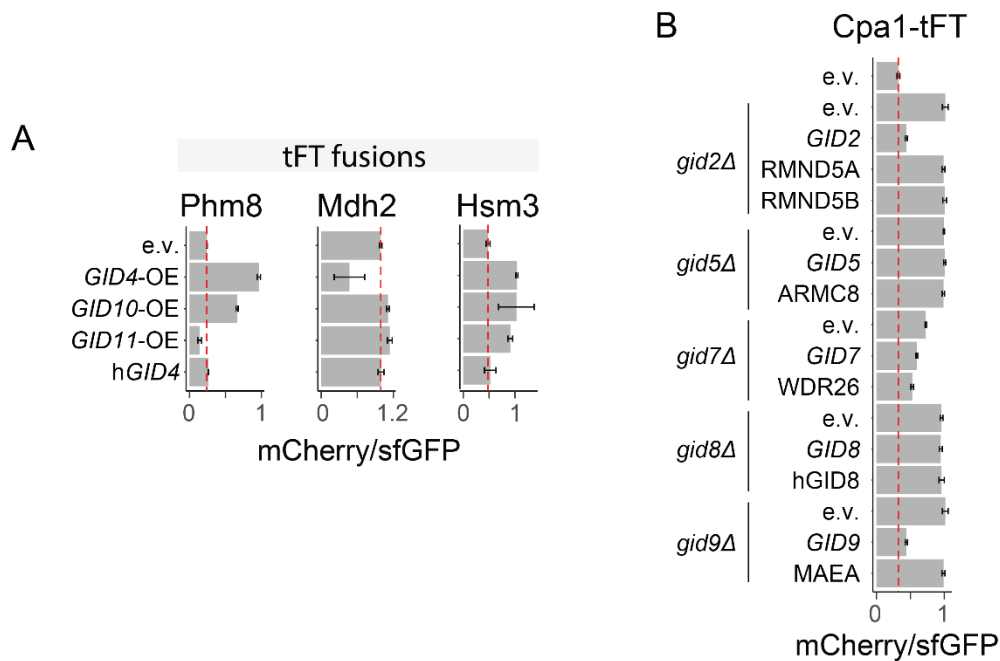 A
tFT fusions
Phm8 Mdh2 Hsm3
e.v.
GID4-OE
GID10-OE
GID11-OE
hGID4
0 1 0 1.2 0 1
mCherry/sfGFP
B
Cpa1-tFT
e.v.
gid2Δ
e.v.
GID2
RMND5A
RMND5B
gid5Δ
e.v.
GID5
ARMC8
gid7Δ
e.v.
GID7
WDR26
gid8Δ
e.v.
GID8
hGID8
gid9Δ
e.v.
GID9
MAEA
0 1
mCherry/sfGFP